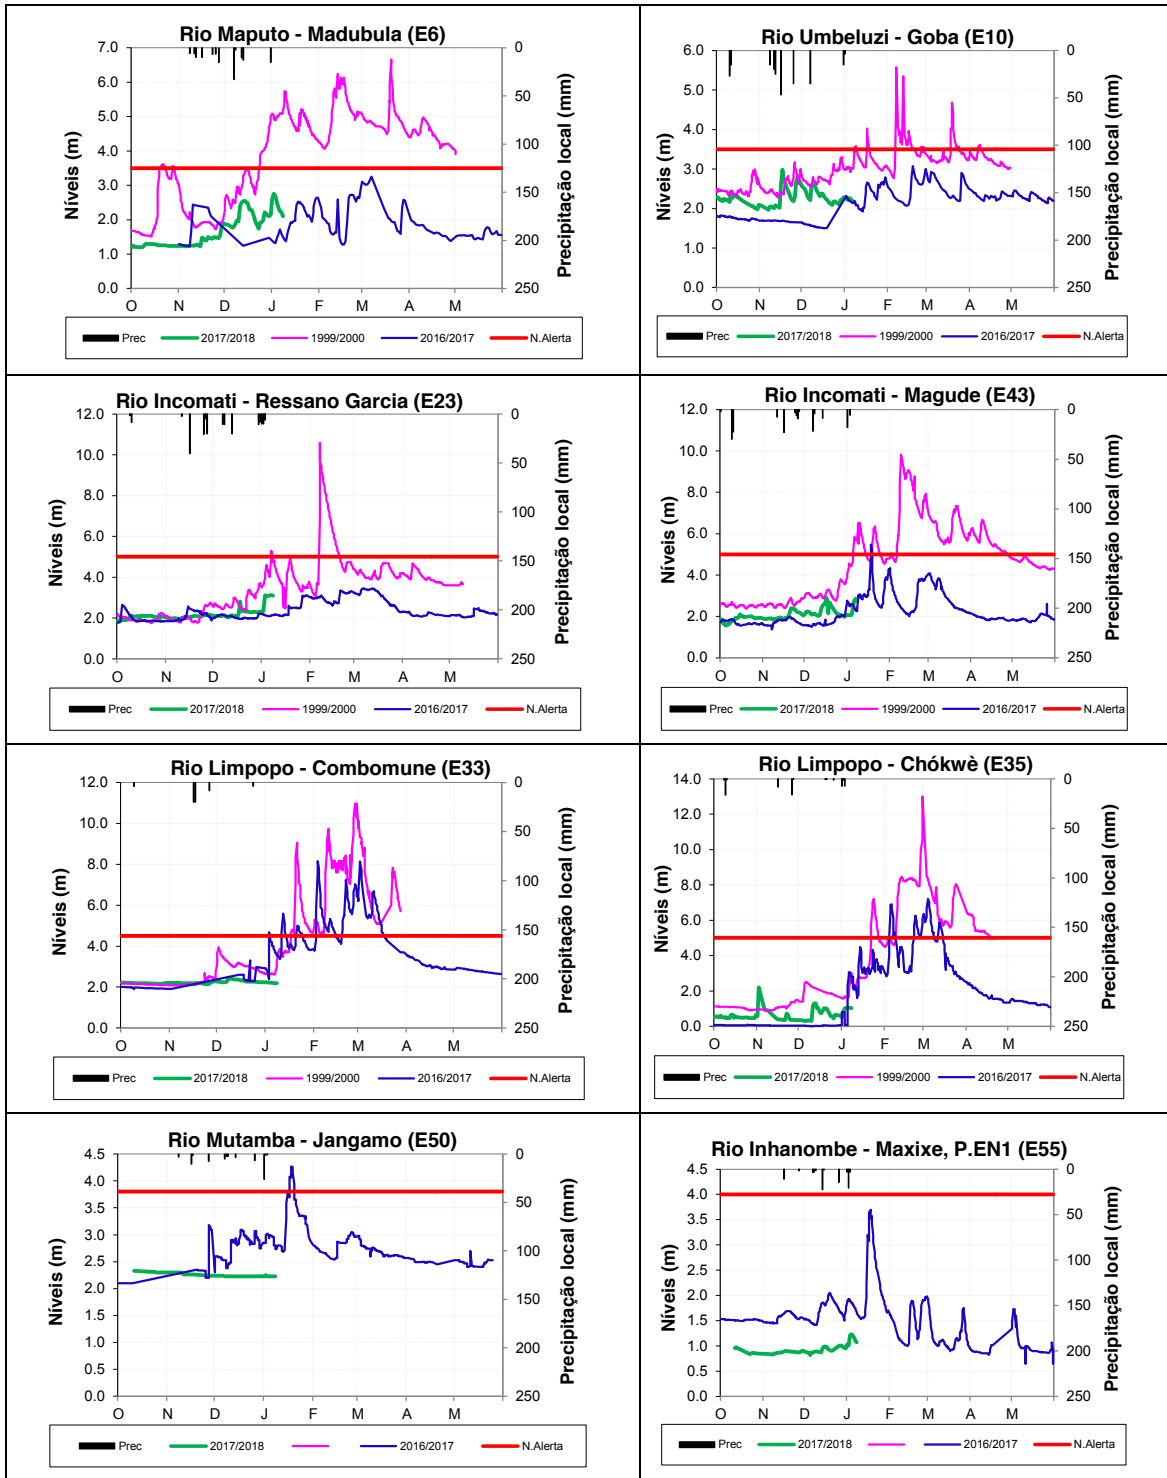 Rio Maputo - Madubula (E6)
Níveis (m)
7.0
6.0
5.0
4.0
3.0
2.0
1.0
0.0
O N D J F M A M
0
50
100
150
200
250
Precipitação local (mm)
Prec 2017/2018 1999/2000 2016/2017 N.Alerta
Rio Umbeluzi - Goba (E10)
Níveis (m)
6.0
5.0
4.0
3.0
2.0
1.0
0.0
O N D J F M A M
0
50
100
150
200
250
Precipitação local (mm)
Prec 2017/2018 1999/2000 2016/2017 N.Alerta
Rio Incomati - Ressano Garcia (E23)
Níveis (m)
12.0
10.0
8.0
6.0
4.0
2.0
0.0
O N D J F M A M
0
50
100
150
200
250
Precipitação local (mm)
Prec 2017/2018 1999/2000 2016/2017 N.Alerta
Rio Incomati - Magude (E43)
Níveis (m)
12.0
10.0
8.0
6.0
4.0
2.0
0.0
O N D J F M A M
0
50
100
150
200
250
Precipitação local (mm)
Prec 2017/2018 1999/2000 2016/2017 N.Alerta
Rio Limpopo - Combomune (E33)
Níveis (m)
12.0
10.0
8.0
6.0
4.0
2.0
0.0
O N D J F M A M
0
50
100
150
200
250
Precipitação local (mm)
Prec 2017/2018 1999/2000 2016/2017 N.Alerta
Rio Limpopo - Chókwè (E35)
Níveis (m)
14.0
12.0
10.0
8.0
6.0
4.0
2.0
0.0
O N D J F M A M
0
50
100
150
200
250
Precipitação local (mm)
Prec 2017/2018 1999/2000 2016/2017 N.Alerta
Rio Mutamba - Jangamo (E50)
Níveis (m)
4.5
4.0
3.5
3.0
2.5
2.0
1.5
1.0
0.5
0.0
O N D J F M A M
0
50
100
150
200
250
Precipitação local (mm)
Prec 2017/2018 2016/2017 N.Alerta
Rio Inhanombe - Maxixe, P.EN1 (E55)
Níveis (m)
4.5
4.0
3.5
3.0
2.5
2.0
1.5
1.0
0.5
0.0
O N D J F M A M
0
50
100
150
200
250
Precipitação local (mm)
Prec 2017/2018 2016/2017 N.Alerta